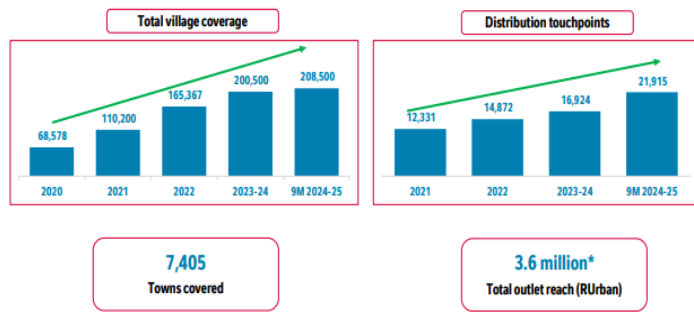 Total village coverage
208,500
200,500
165,367
110,200
68,578
2020 2021 2022 2023-24 9M 2024-25
Distribution touchpoints
21,915
16,924
14,872
12,331
2021 2022 2023-24 9M 2024-25
7,405
Towns covered
3.6 million*
Total outlet reach (RUrban)